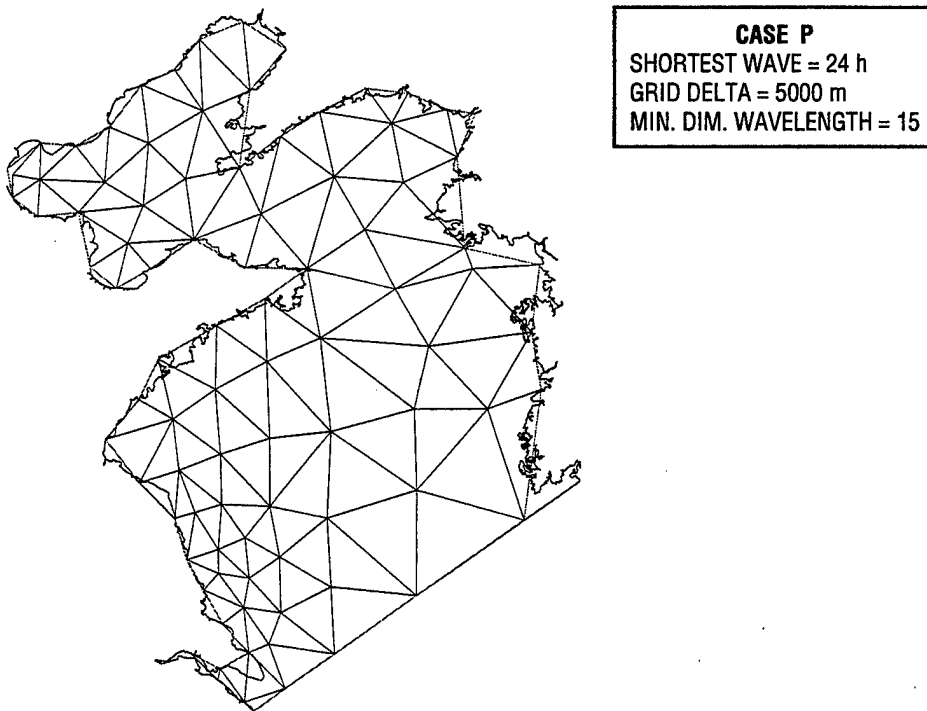 CASE P
SHORTEST WAVE = 24 h
GRID DELTA = 5000 m
MIN. DIM. WAVELENGTH = 15